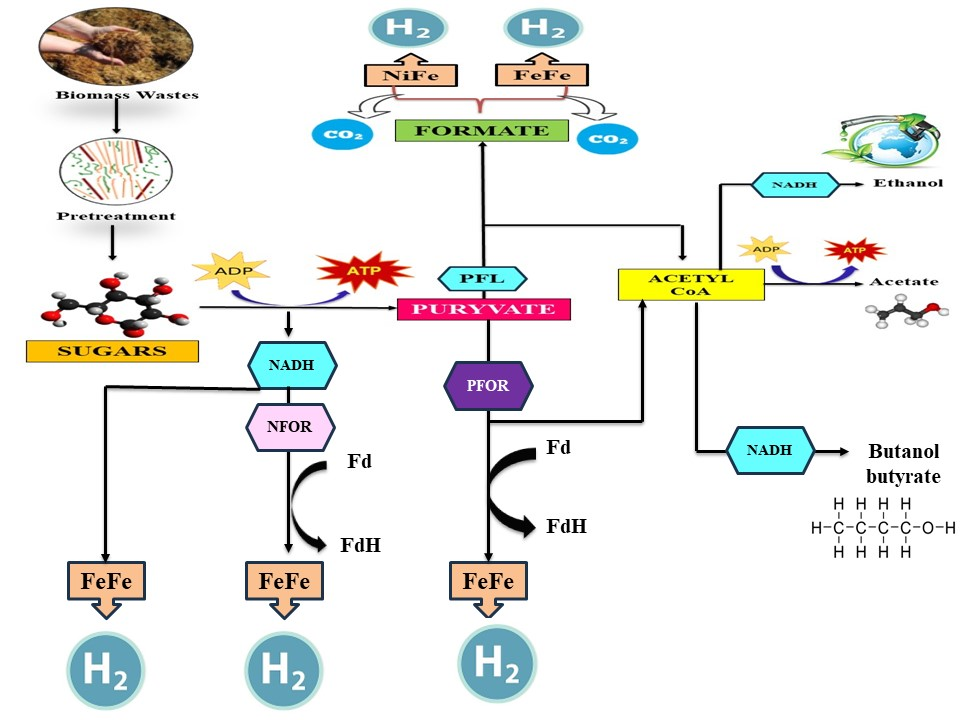 H2
H2
NiFe
FeFe
Biomass Wastes
CO2
FORMATE
CO2
NADH
Ethanol
Pretreatment
ADP
ATP
PFL
ADP
ATP
ACETYL
CoA
Acetate
PURYVATE
SUGARS
NADH
PFOR
NFOR
Fd
Fd
NADH
Butanol
butyrate
FdH
FdH
H H H H
H-C-C-C-C-O-H
H H H H
FeFe
FeFe
FeFe
H2
H2
H2